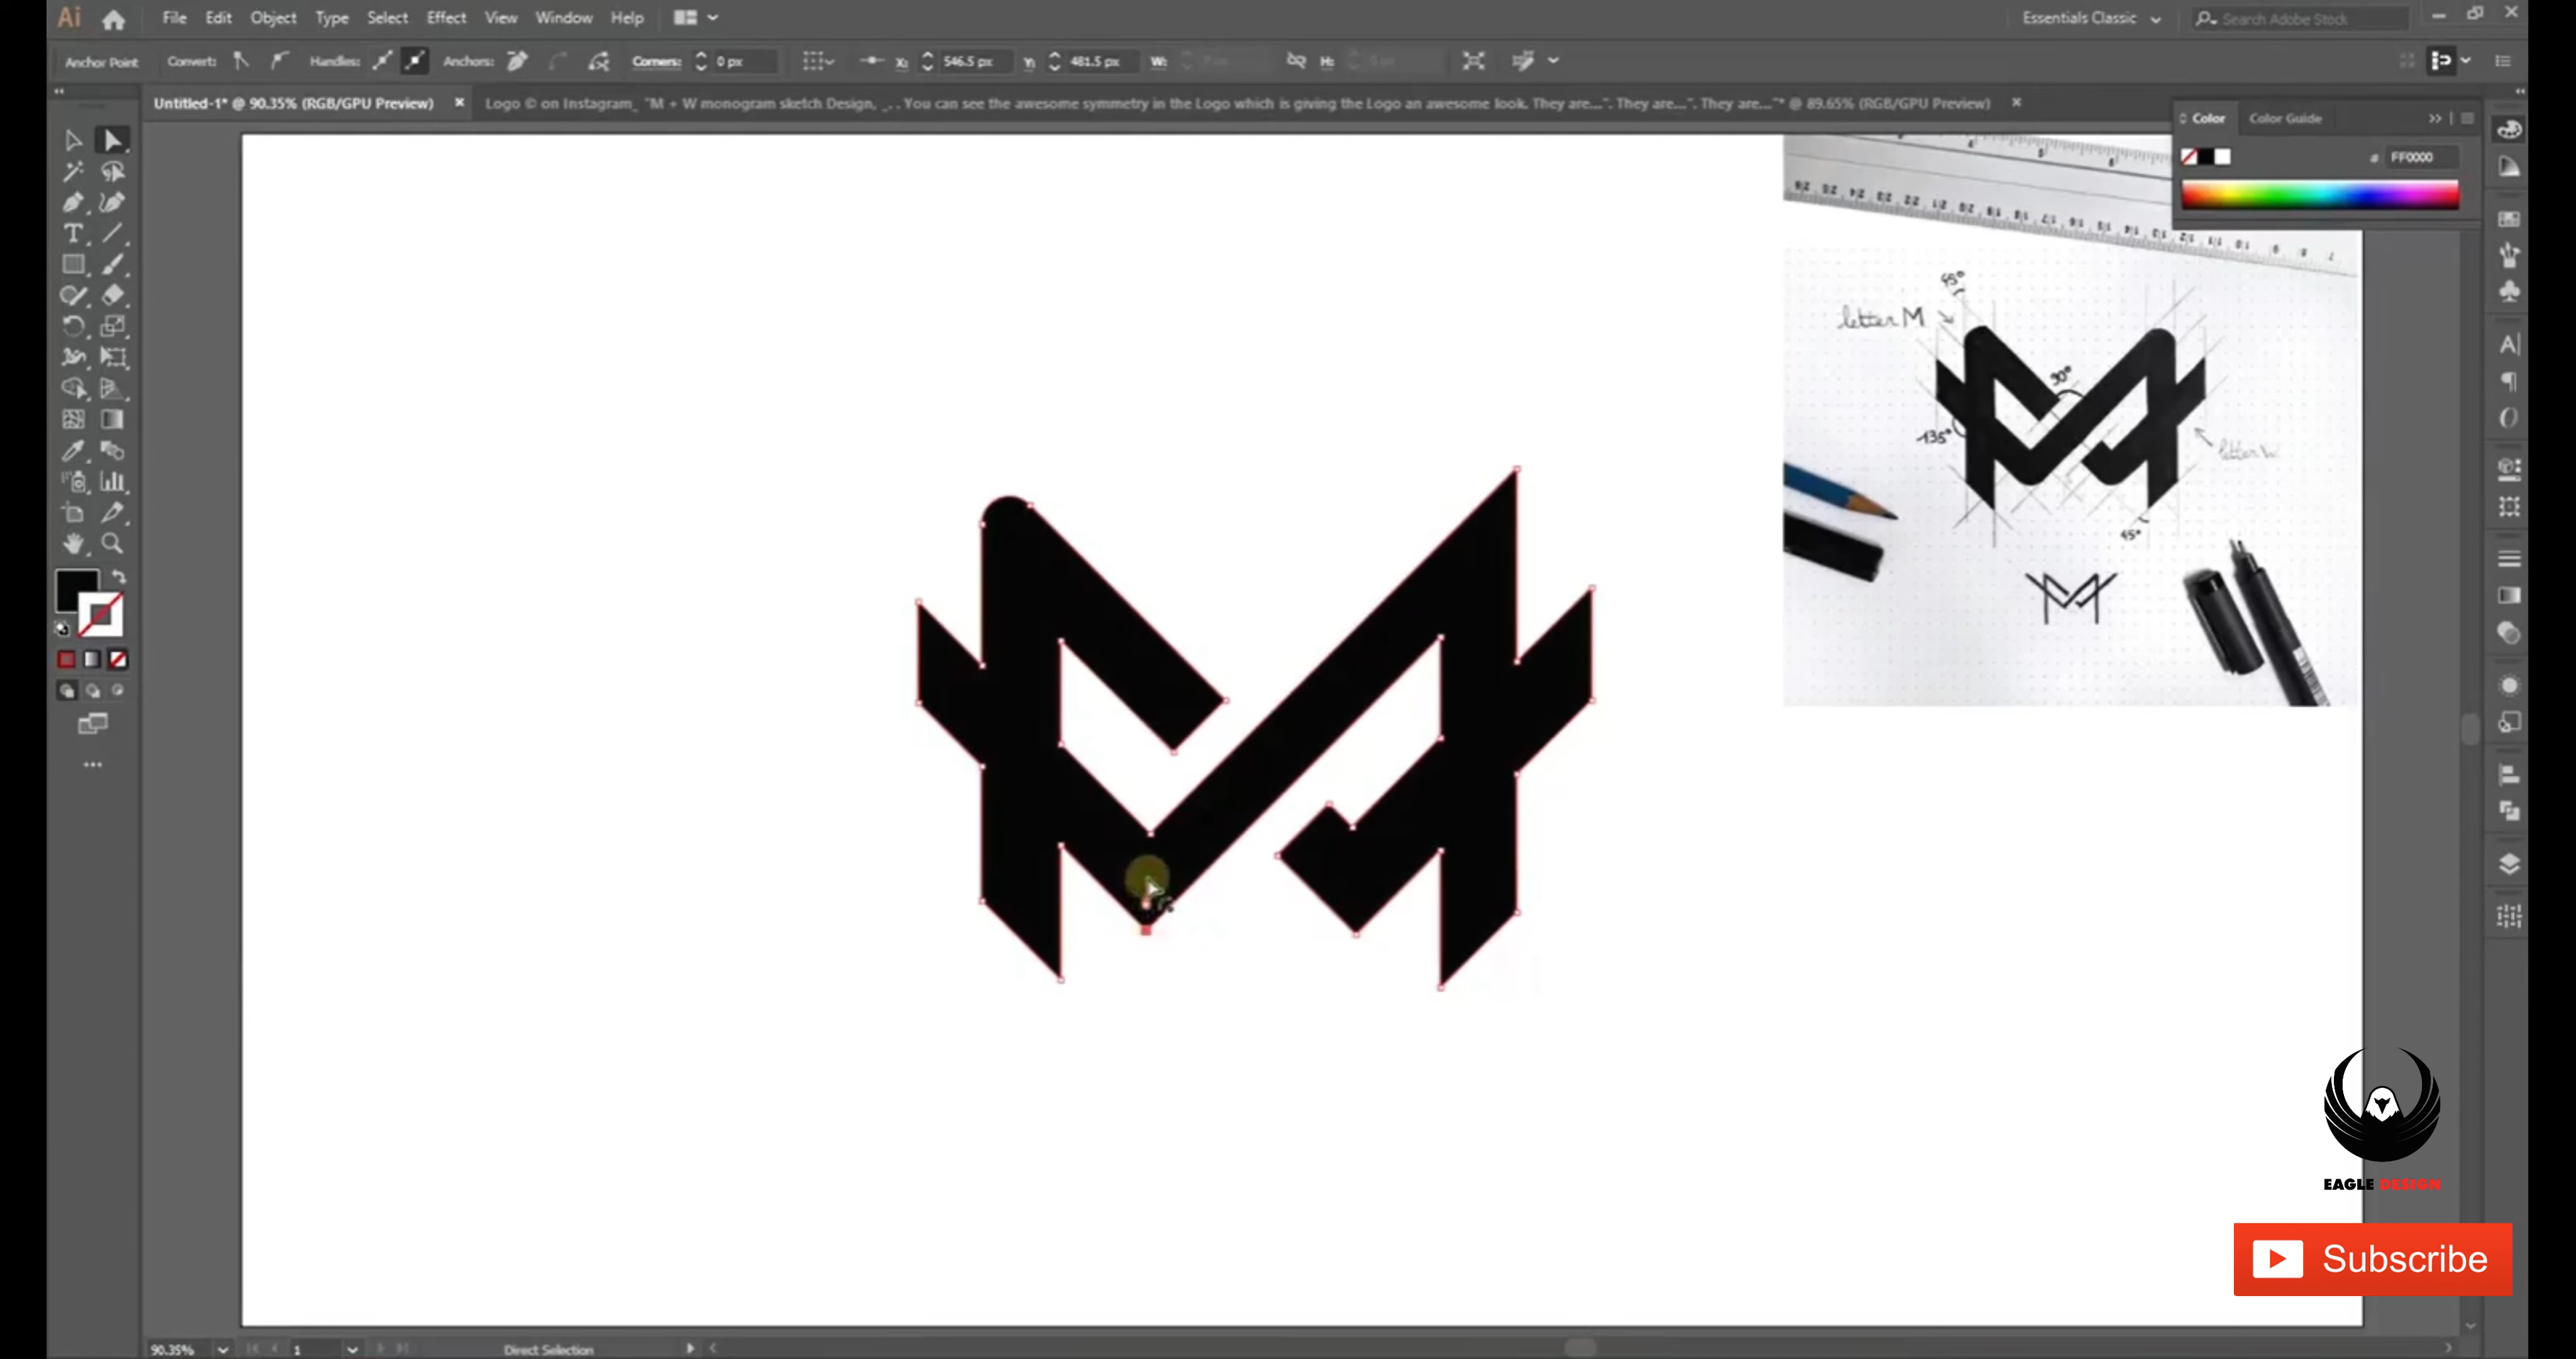 Ai File Edit Object Type Select Effect View Window Help Essentials Classic Search Adobe Stock
Anchor Point Convert: Handles: Anchors: Corners: 0 px X: 546.5 px Y: 481.5 px W: H:
Untitled-1* @ 90.35% (RGB/GPU Preview) × Logo © on Instagram_ "M + W monogram sketch Design, _. . You can see the awesome symmetry in the Logo which is giving the Logo an awesome look. They are...". They are...". They are..."* @ 89.65% (RGB/GPU Preview) ×
Color Color Guide
# FF0000
45°
letter M
90°
135°
letter W
45°
EAGLE DESIGN
Subscribe
90.35% 1 Direct Selection